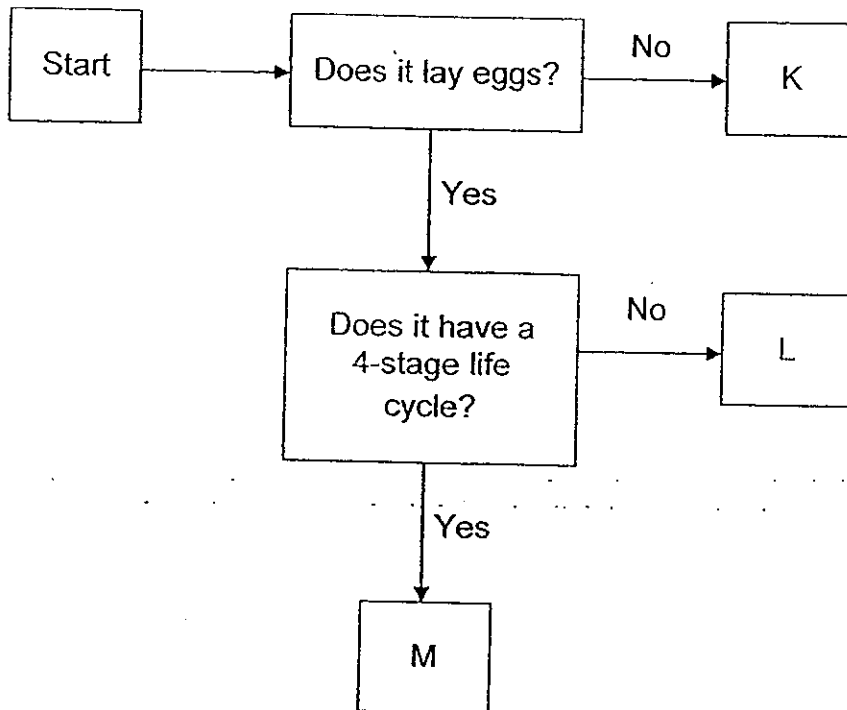 Start
Does it lay eggs?
No
K
Yes
Does it have a
4-stage life
cycle?
No
L
Yes
M